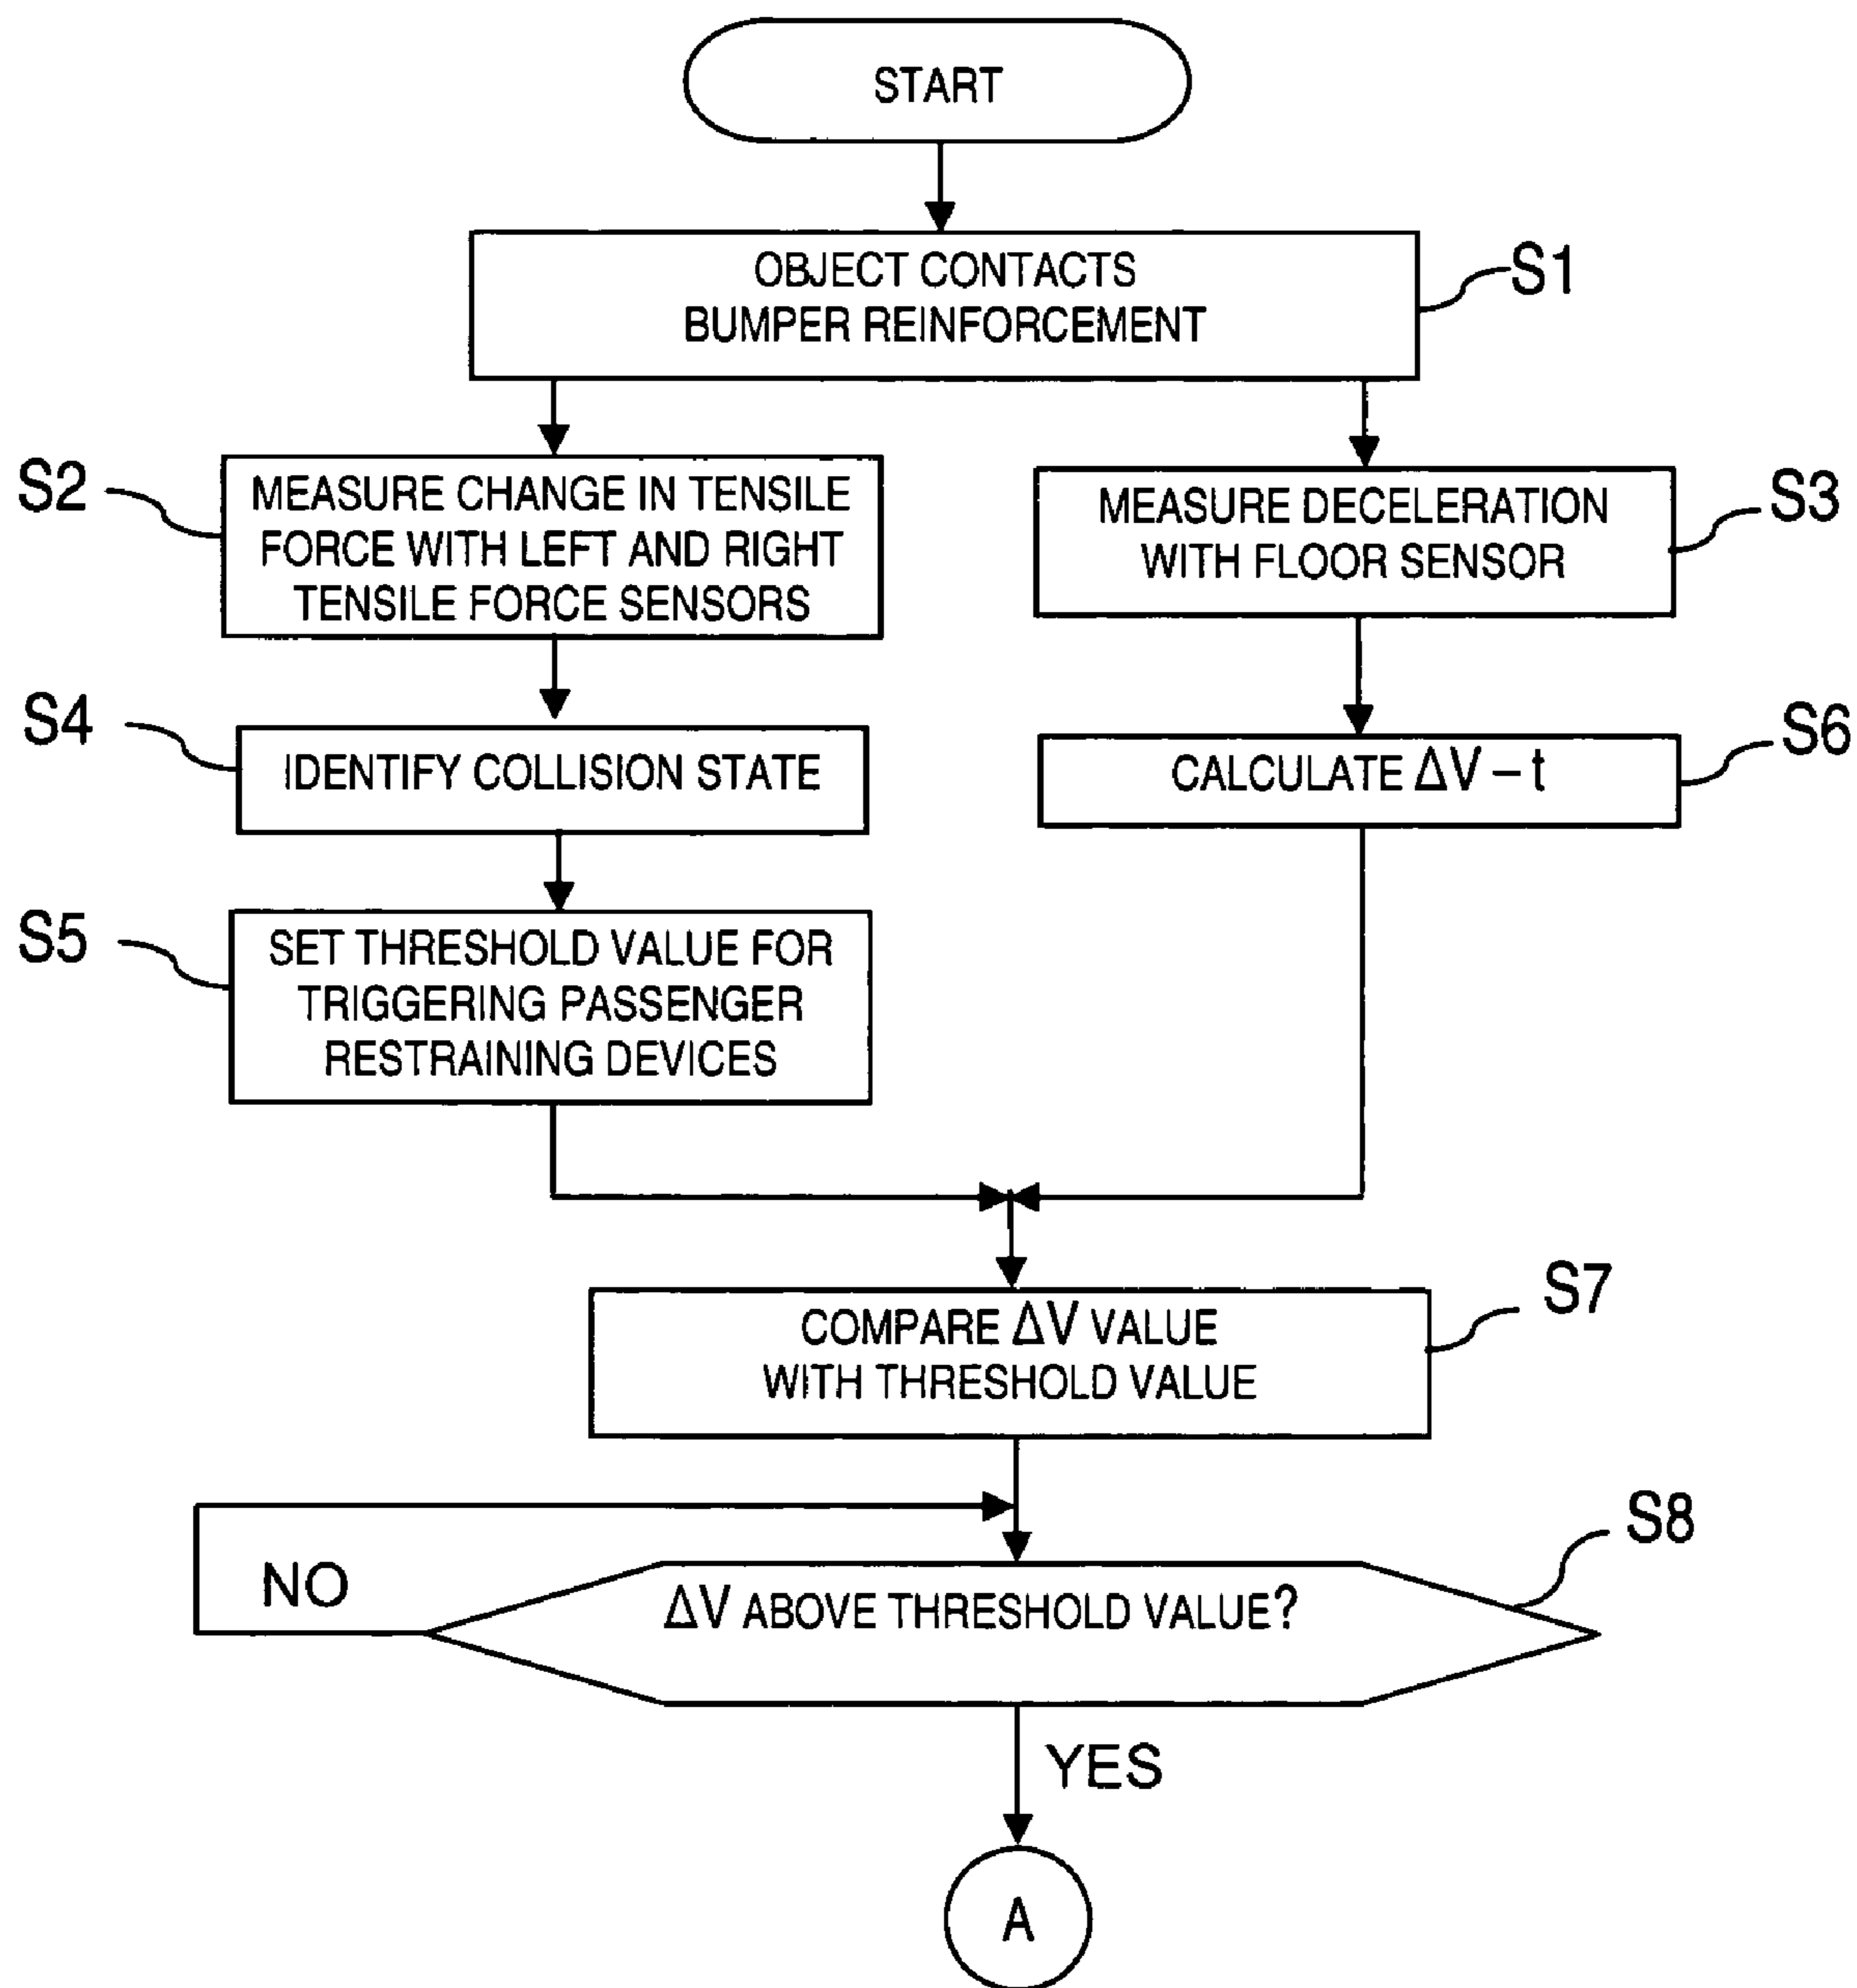 START
OBJECT CONTACTS
BUMPER REINFORCEMENT
S1
S2
MEASURE CHANGE IN TENSILE
FORCE WITH LEFT AND RIGHT
TENSILE FORCE SENSORS
MEASURE DECELERATION
WITH FLOOR SENSOR
S3
S4
IDENTIFY COLLISION STATE
CALCULATE ΔV – t
S6
S5
SET THRESHOLD VALUE FOR
TRIGGERING PASSENGER
RESTRAINING DEVICES
COMPARE ΔV VALUE
WITH THRESHOLD VALUE
S7
NO
ΔV ABOVE THRESHOLD VALUE?
S8
YES
A